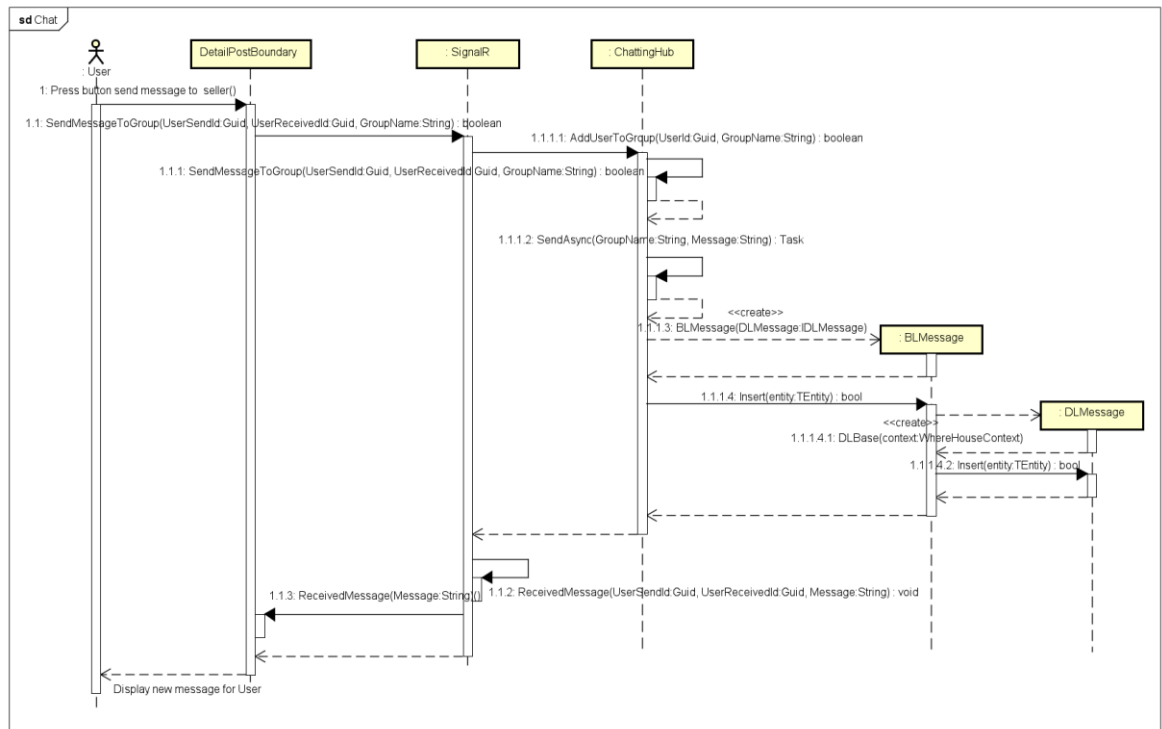 sd Chat
: User
DetailPostBoundary
: SignalR
: ChattingHub
1: Press button send message to seller()
1.1: SendMessageToGroup(UserSendId:Guid, UserReceivedId:Guid, GroupName:String) : boolean
1.1.1.1: AddUserToGroup(UserId:Guid, GroupName:String) : boolean
1.1.1: SendMessageToGroup(UserSendId:Guid, UserReceivedId:Guid, GroupName:String) : boolean
1.1.1.2: SendAsync(GroupName:String, Message:String) : Task
<<create>>
1.1.1.3: BLMessage(DLMessage:IDLMessage)
: BLMessage
1.1.1.4: Insert(entity:TEntity) : bool
: DLMessage
<<create>>
1.1.1.4.1: DLBase(context:WhereHouseContext)
1.1.1.4.2: Insert(entity:TEntity) : bool
1.1.3: ReceivedMessage(Message:String)()
1.1.2: ReceivedMessage(UserSendId:Guid, UserReceivedId:Guid, Message:String) : void
Display new message for User